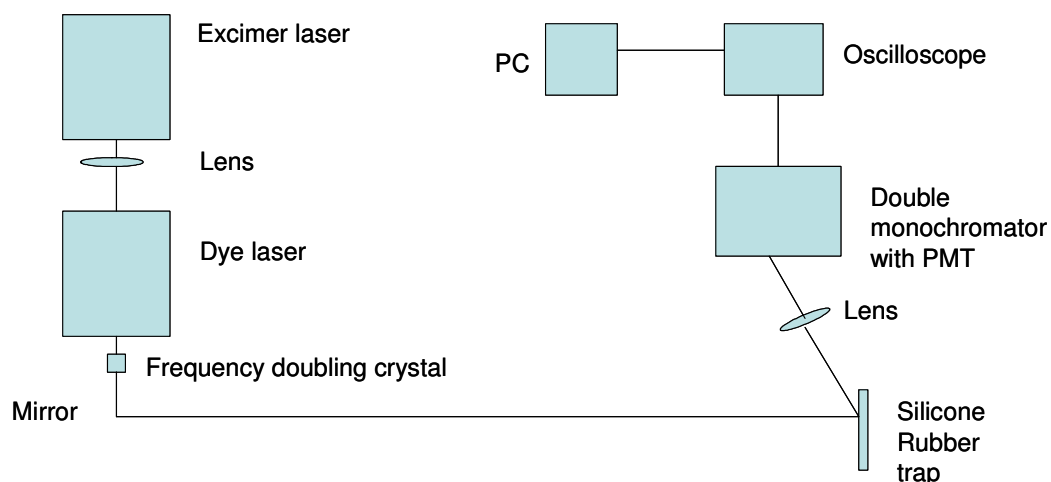 Excimer laser
PC
Oscilloscope
Lens
Double
monochromator
with PMT
Dye laser
Lens
Frequency doubling crystal
Mirror
Silicone
Rubber
trap